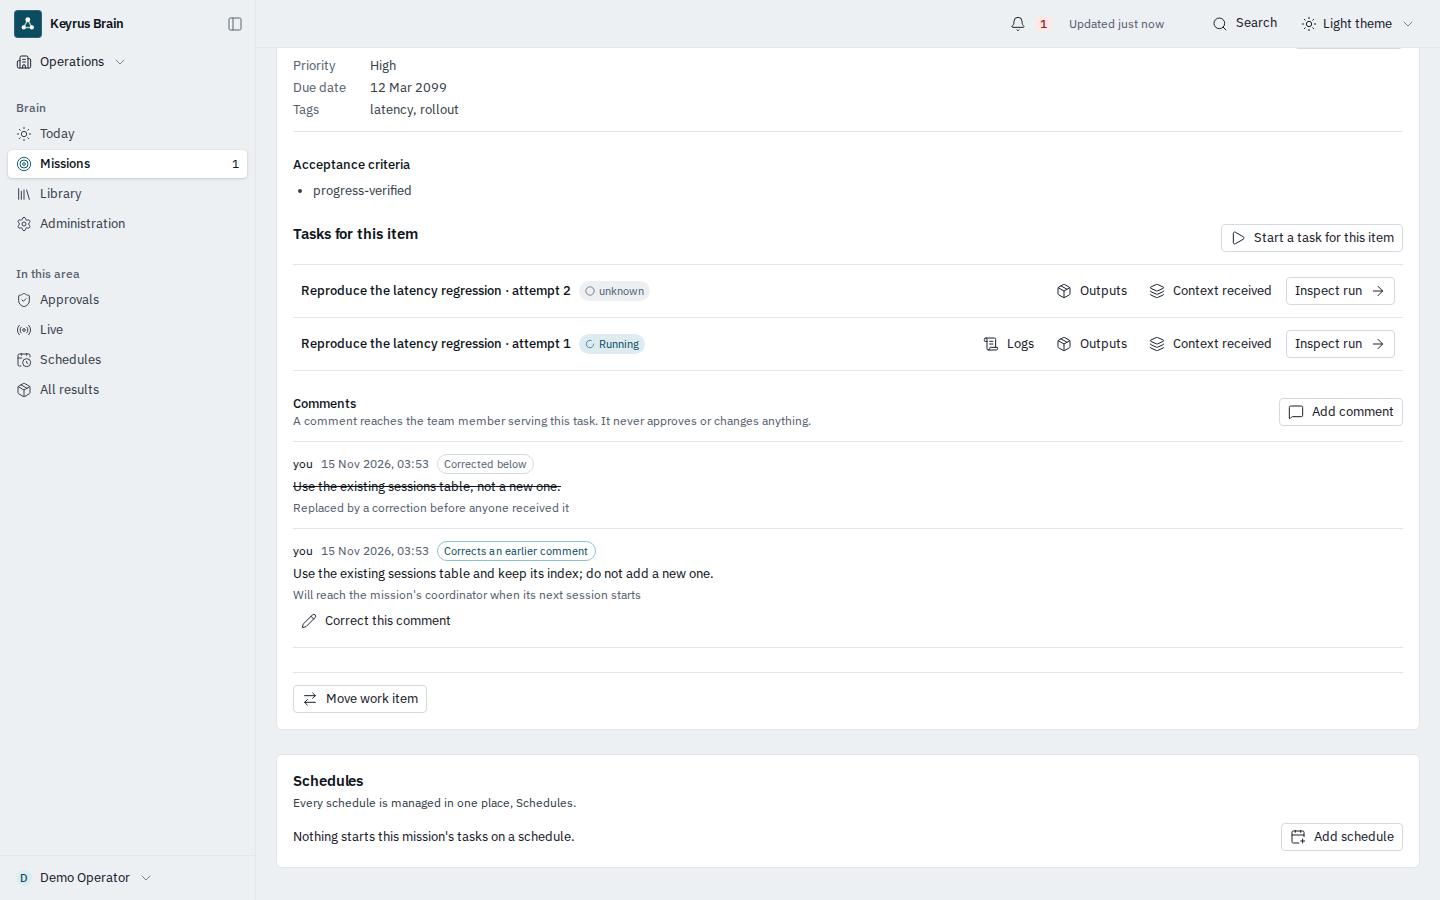 Keyrus Brain
1
Updated just now
Search
Light theme
Operations
Brain
Today
Missions
1
Library
Administration
In this area
Approvals
Live
Schedules
All results
Demo Operator
D
Priority
High
Due date
12 Mar 2099
Tags
latency, rollout
Acceptance criteria
• progress-verified
Tasks for this item
Start a task for this item
Reproduce the latency regression · attempt 2
unknown
Outputs
Context received
Inspect run
Reproduce the latency regression · attempt 1
Running
Logs
Outputs
Context received
Inspect run
Comments
A comment reaches the team member serving this task. It never approves or changes anything.
Add comment
you 15 Nov 2026, 03:53 Corrected below
Use the existing sessions table, not a new one.
Replaced by a correction before anyone received it
you 15 Nov 2026, 03:53 Corrects an earlier comment
Use the existing sessions table and keep its index; do not add a new one.
Will reach the mission's coordinator when its next session starts
Correct this comment
Move work item
Schedules
Every schedule is managed in one place, Schedules.
Nothing starts this mission's tasks on a schedule.
Add schedule